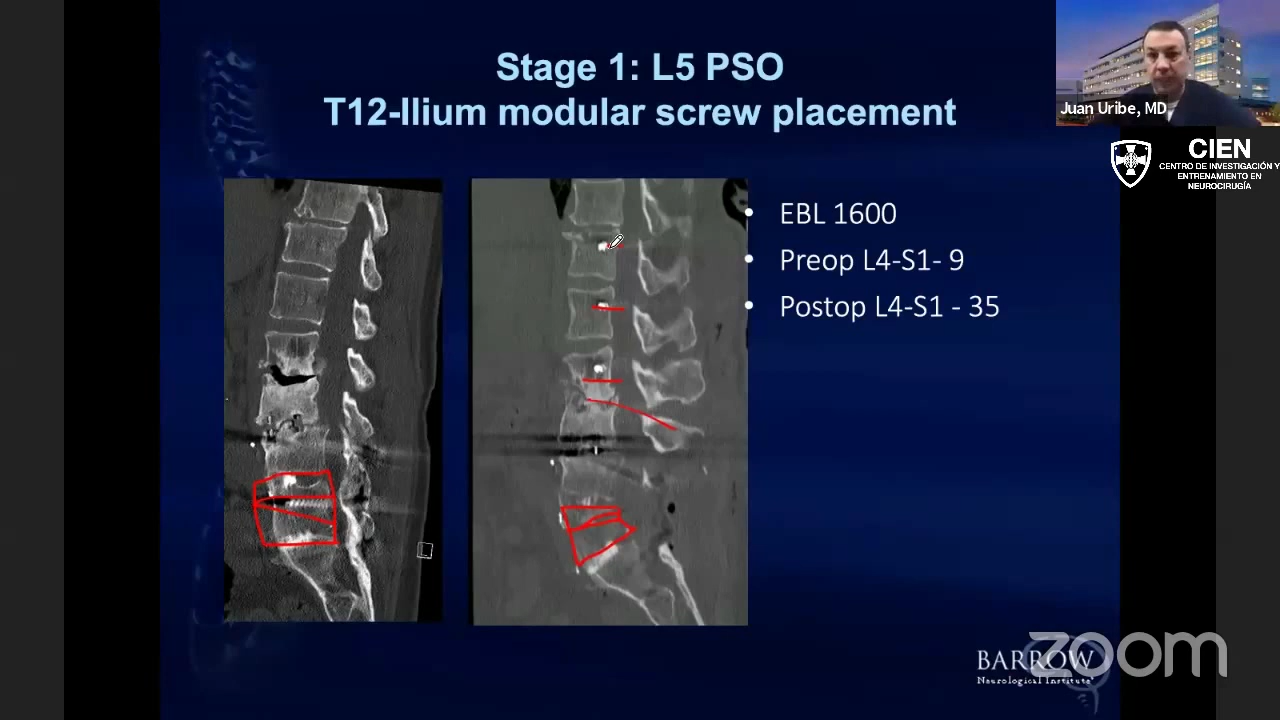 Stage 1: L5 PSO
T12-Ilium modular screw placement
Juan Uribe, MD
CIEN
CENTRO DE INVESTIGACIÓN Y
ENTRENAMIENTO EN
NEUROCIRUGÍA
• EBL 1600
• Preop L4-S1- 9
• Postop L4-S1 - 35
L
zoom
BARROW
Neurological Institute